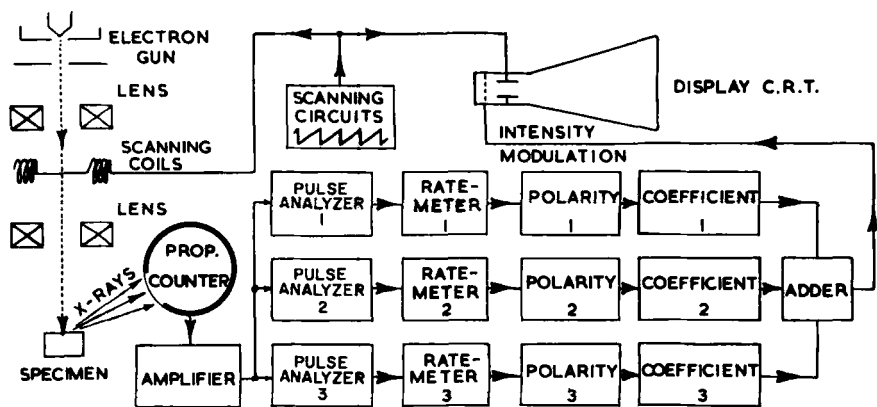 ELECTRON
GUN
LENS
SCANNING
COILS
LENS
X-RAYS
SPECIMEN
PROP.
COUNTER
AMPLIFIER
SCANNING
CIRCUITS
DISPLAY C.R.T.
INTENSITY
MODULATION
PULSE
ANALYZER
1
RATE-
METER
1
POLARITY
1
COEFFICIENT
1
PULSE
ANALYZER
2
RATE-
METER
2
POLARITY
2
COEFFICIENT
2
ADDER
PULSE
ANALYZER
3
RATE-
METER
3
POLARITY
3
COEFFICIENT
3